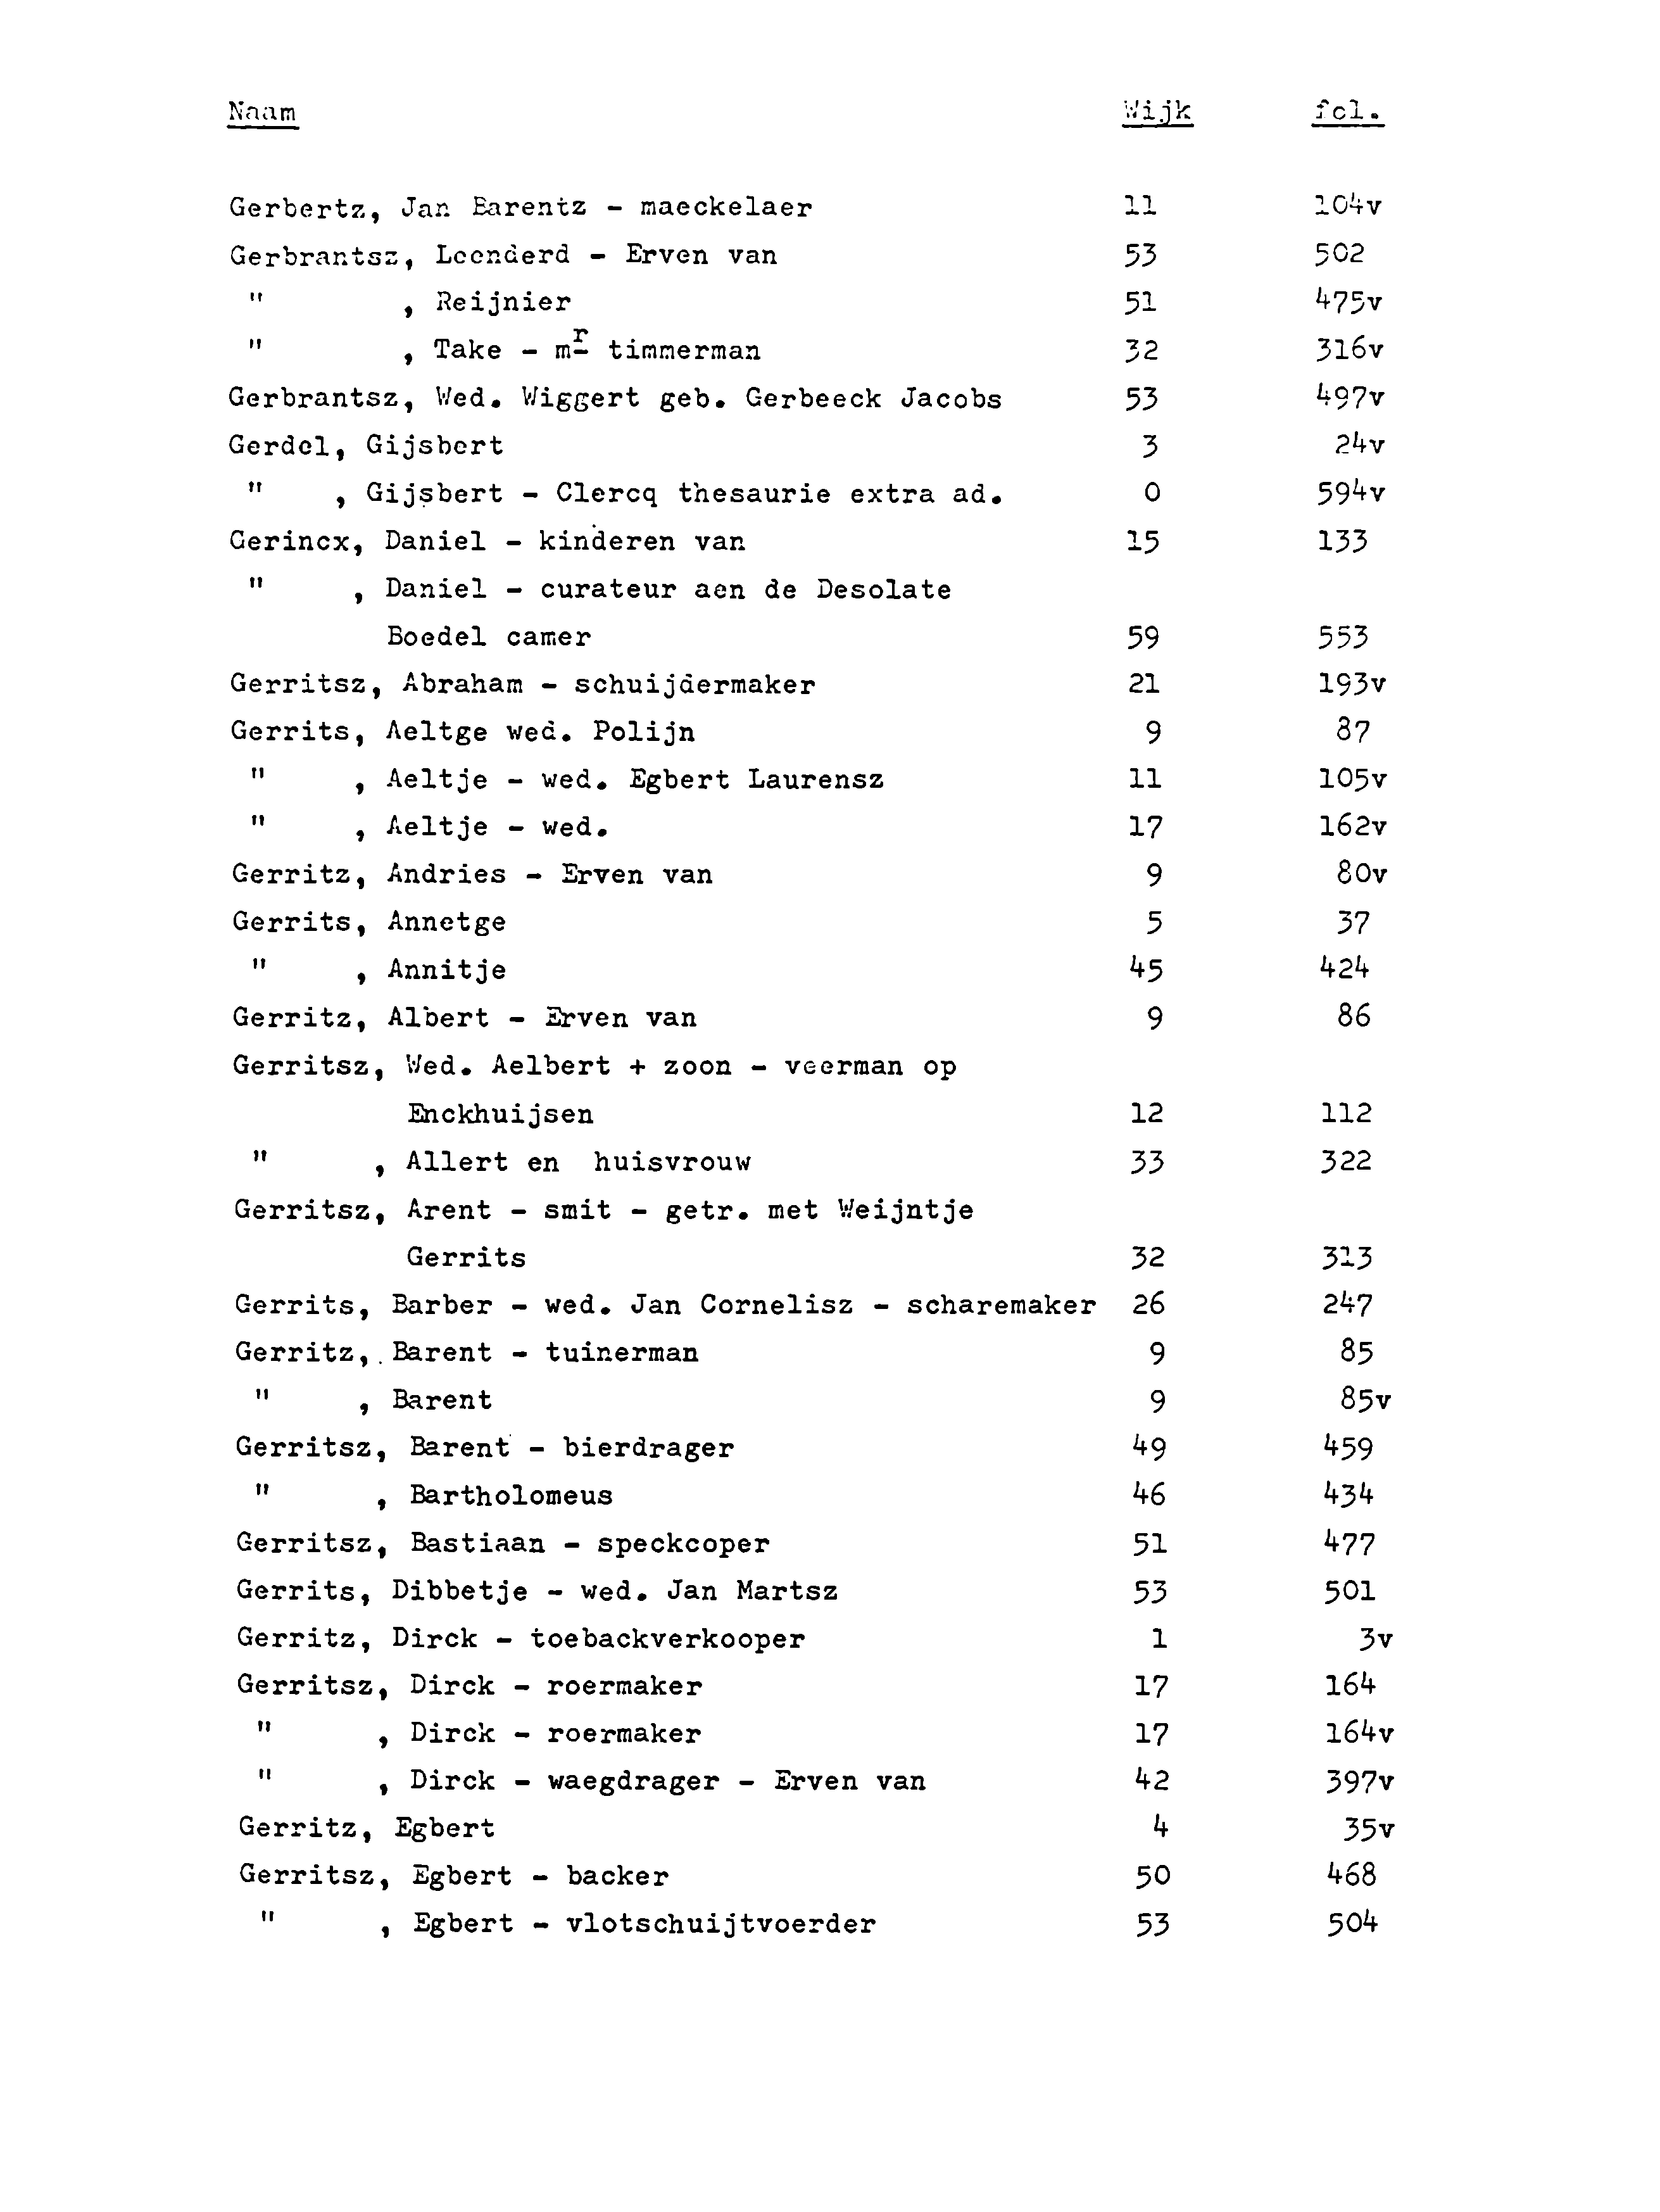 Naam Wijk fol.
Gerbertz, Jan Barentz - maeckelaer 11 104v
Gerbrantsz, Leenderd - Erven van 53 502
" , Reijnier 51 475v
" , Take - mr timmerman 32 316v
Gerbrantsz, Wed. Wiggert geb. Gerbeeck Jacobs 53 497v
Gerdel, Gijsbert 3 24v
" , Gijsbert - Clercq thesaurie extra ad. 0 594v
Gerincx, Daniel - kinderen van 15 133
" , Daniel - curateur aen de Desolate
Boedel camer 59 553
Gerritsz, Abraham - schuijdermaker 21 193v
Gerrits, Aeltge wed. Polijn 9 87
" , Aeltje - wed. Egbert Laurensz 11 105v
" , Aeltje - wed. 17 162v
Gerritz, Andries - Erven van 9 80v
Gerrits, Annetge 5 37
" , Annitje 45 424
Gerritz, Albert - Erven van 9 86
Gerritsz, Wed. Aelbert + zoon - veerman op
Enckhuijsen 12 112
" , Allert en huisvrouw 33 322
Gerritsz, Arent - smit - getr. met Weijntje
Gerrits 32 313
Gerrits, Barber - wed. Jan Cornelisz - scharemaker 26 247
Gerritz, Barent - tuinerman 9 85
" , Barent 9 85v
Gerritsz, Barent - bierdrager 49 459
" , Bartholomeus 46 434
Gerritsz, Bastiaan - speckcoper 51 477
Gerrits, Dibbetje - wed. Jan Martsz 53 501
Gerritz, Dirck - toebackverkooper 1 3v
Gerritsz, Dirck - roermaker 17 164
" , Dirck - roermaker 17 164v
" , Dirck - waegdrager - Erven van 42 397v
Gerritz, Egbert 4 35v
Gerritsz, Egbert - backer 50 468
" , Egbert - vlotschuijtvoerder 53 504